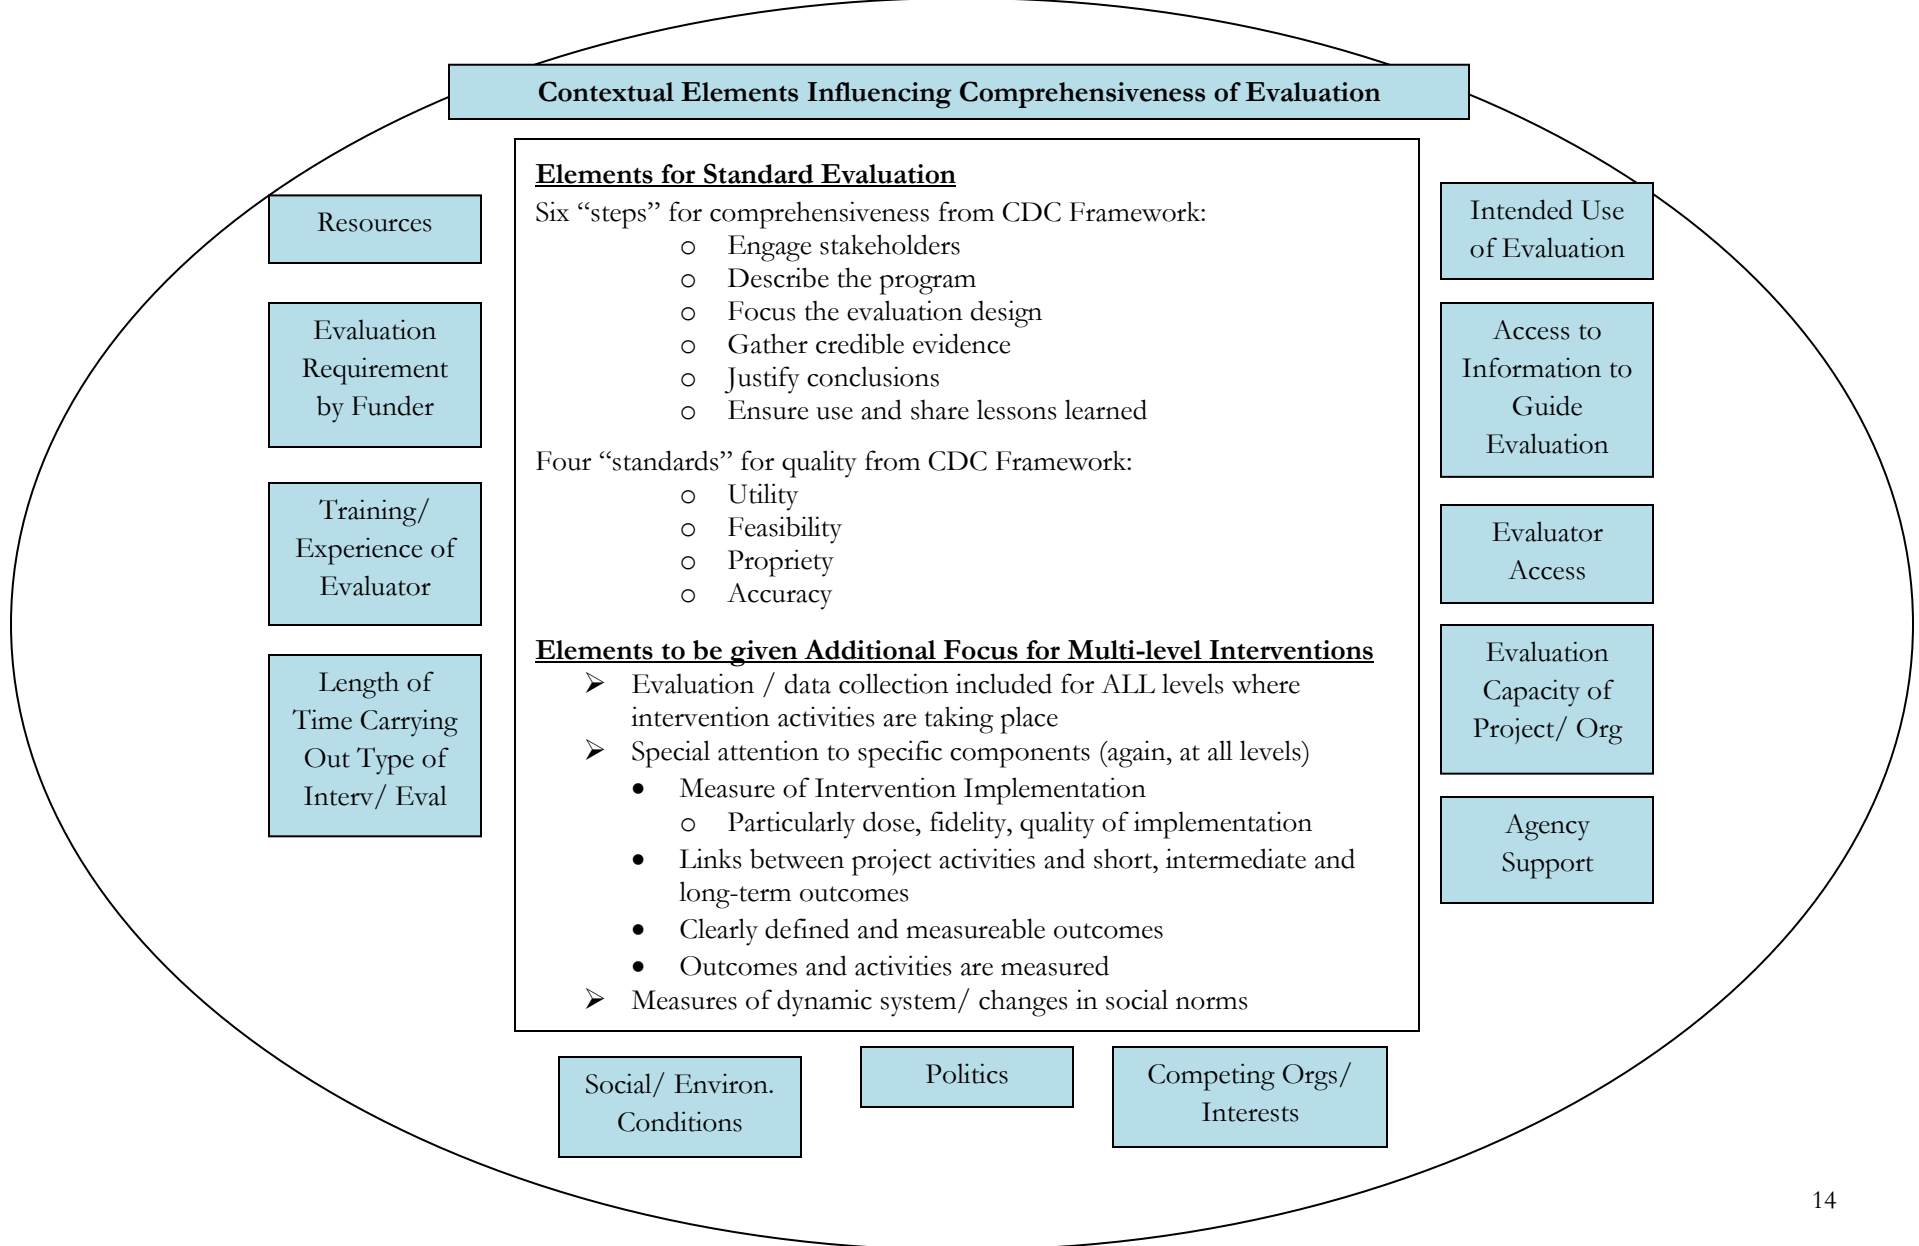 Contextual Elements Influencing Comprehensiveness of Evaluation
Resources
Evaluation
Requirement
by Funder
Training/
Experience of
Evaluator
Length of
Time Carrying
Out Type of
Interv/ Eval
Elements for Standard Evaluation
Six “steps” for comprehensiveness from CDC Framework:
o Engage stakeholders
o Describe the program
o Focus the evaluation design
o Gather credible evidence
o Justify conclusions
o Ensure use and share lessons learned
Four “standards” for quality from CDC Framework:
o Utility
o Feasibility
o Propriety
o Accuracy
Elements to be given Additional Focus for Multi-level Interventions
➢ Evaluation / data collection included for ALL levels where
intervention activities are taking place
➢ Special attention to specific components (again, at all levels)
• Measure of Intervention Implementation
o Particularly dose, fidelity, quality of implementation
• Links between project activities and short, intermediate and
long-term outcomes
• Clearly defined and measureable outcomes
• Outcomes and activities are measured
➢ Measures of dynamic system/ changes in social norms
Intended Use
of Evaluation
Access to
Information to
Guide
Evaluation
Evaluator
Access
Evaluation
Capacity of
Project/ Org
Agency
Support
Social/ Environ.
Conditions
Politics
Competing Orgs/
Interests
14